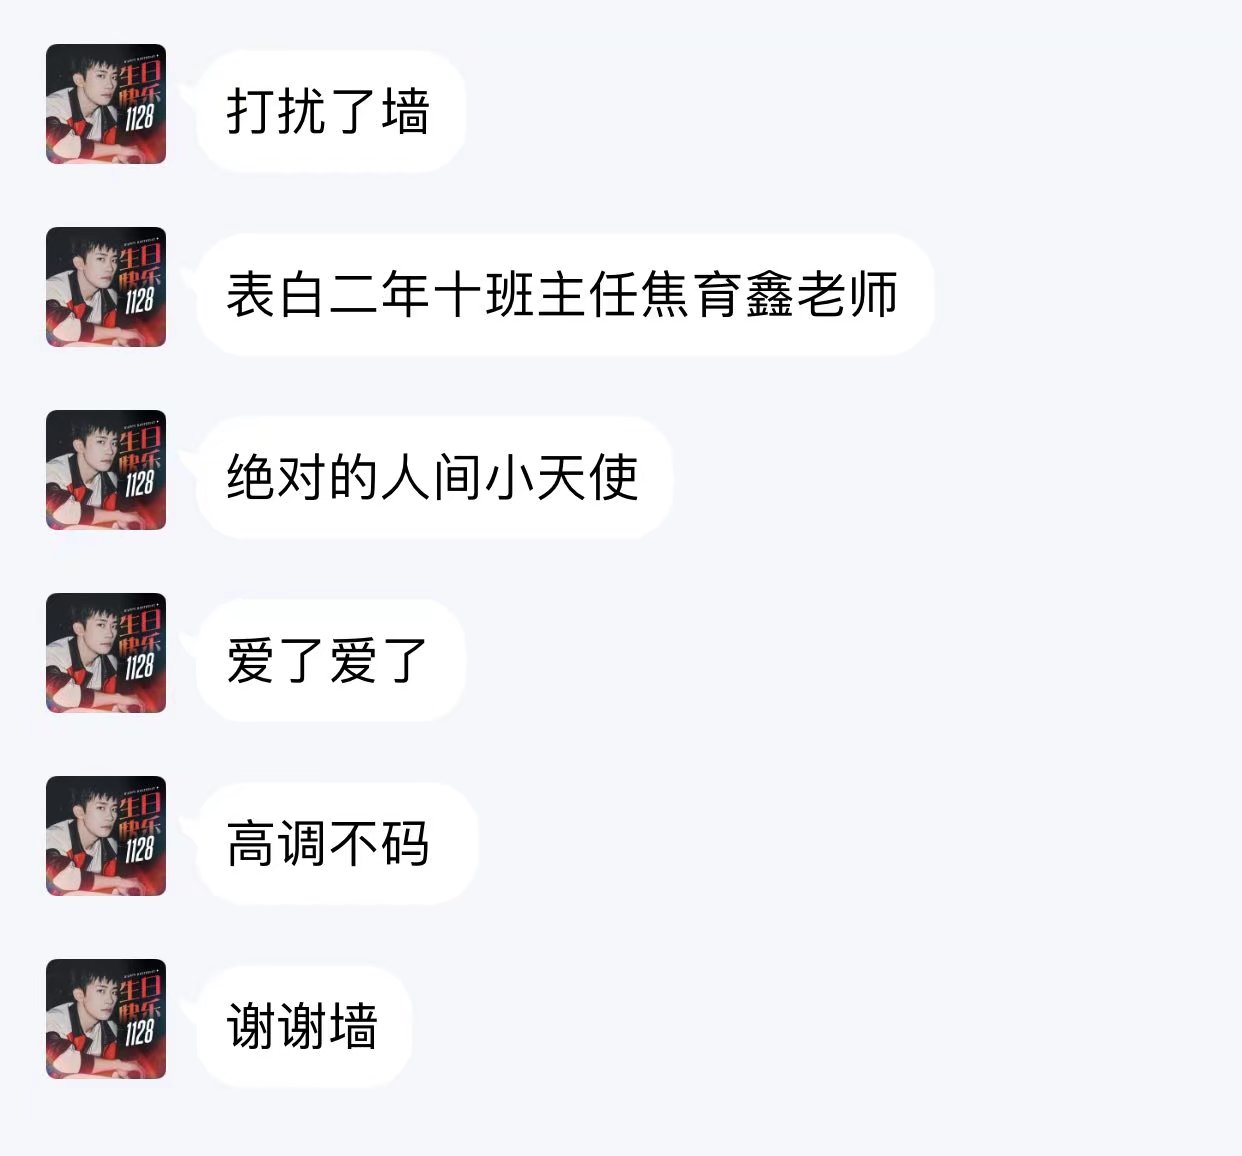 生日
快乐
1128
打扰了墙
生日
快乐
1128
表白二年十班主任焦育鑫老师
生日
快乐
1128
绝对的人间小天使
生日
快乐
1128
爱了爱了
生日
快乐
1128
高调不码
生日
快乐
1128
谢谢墙